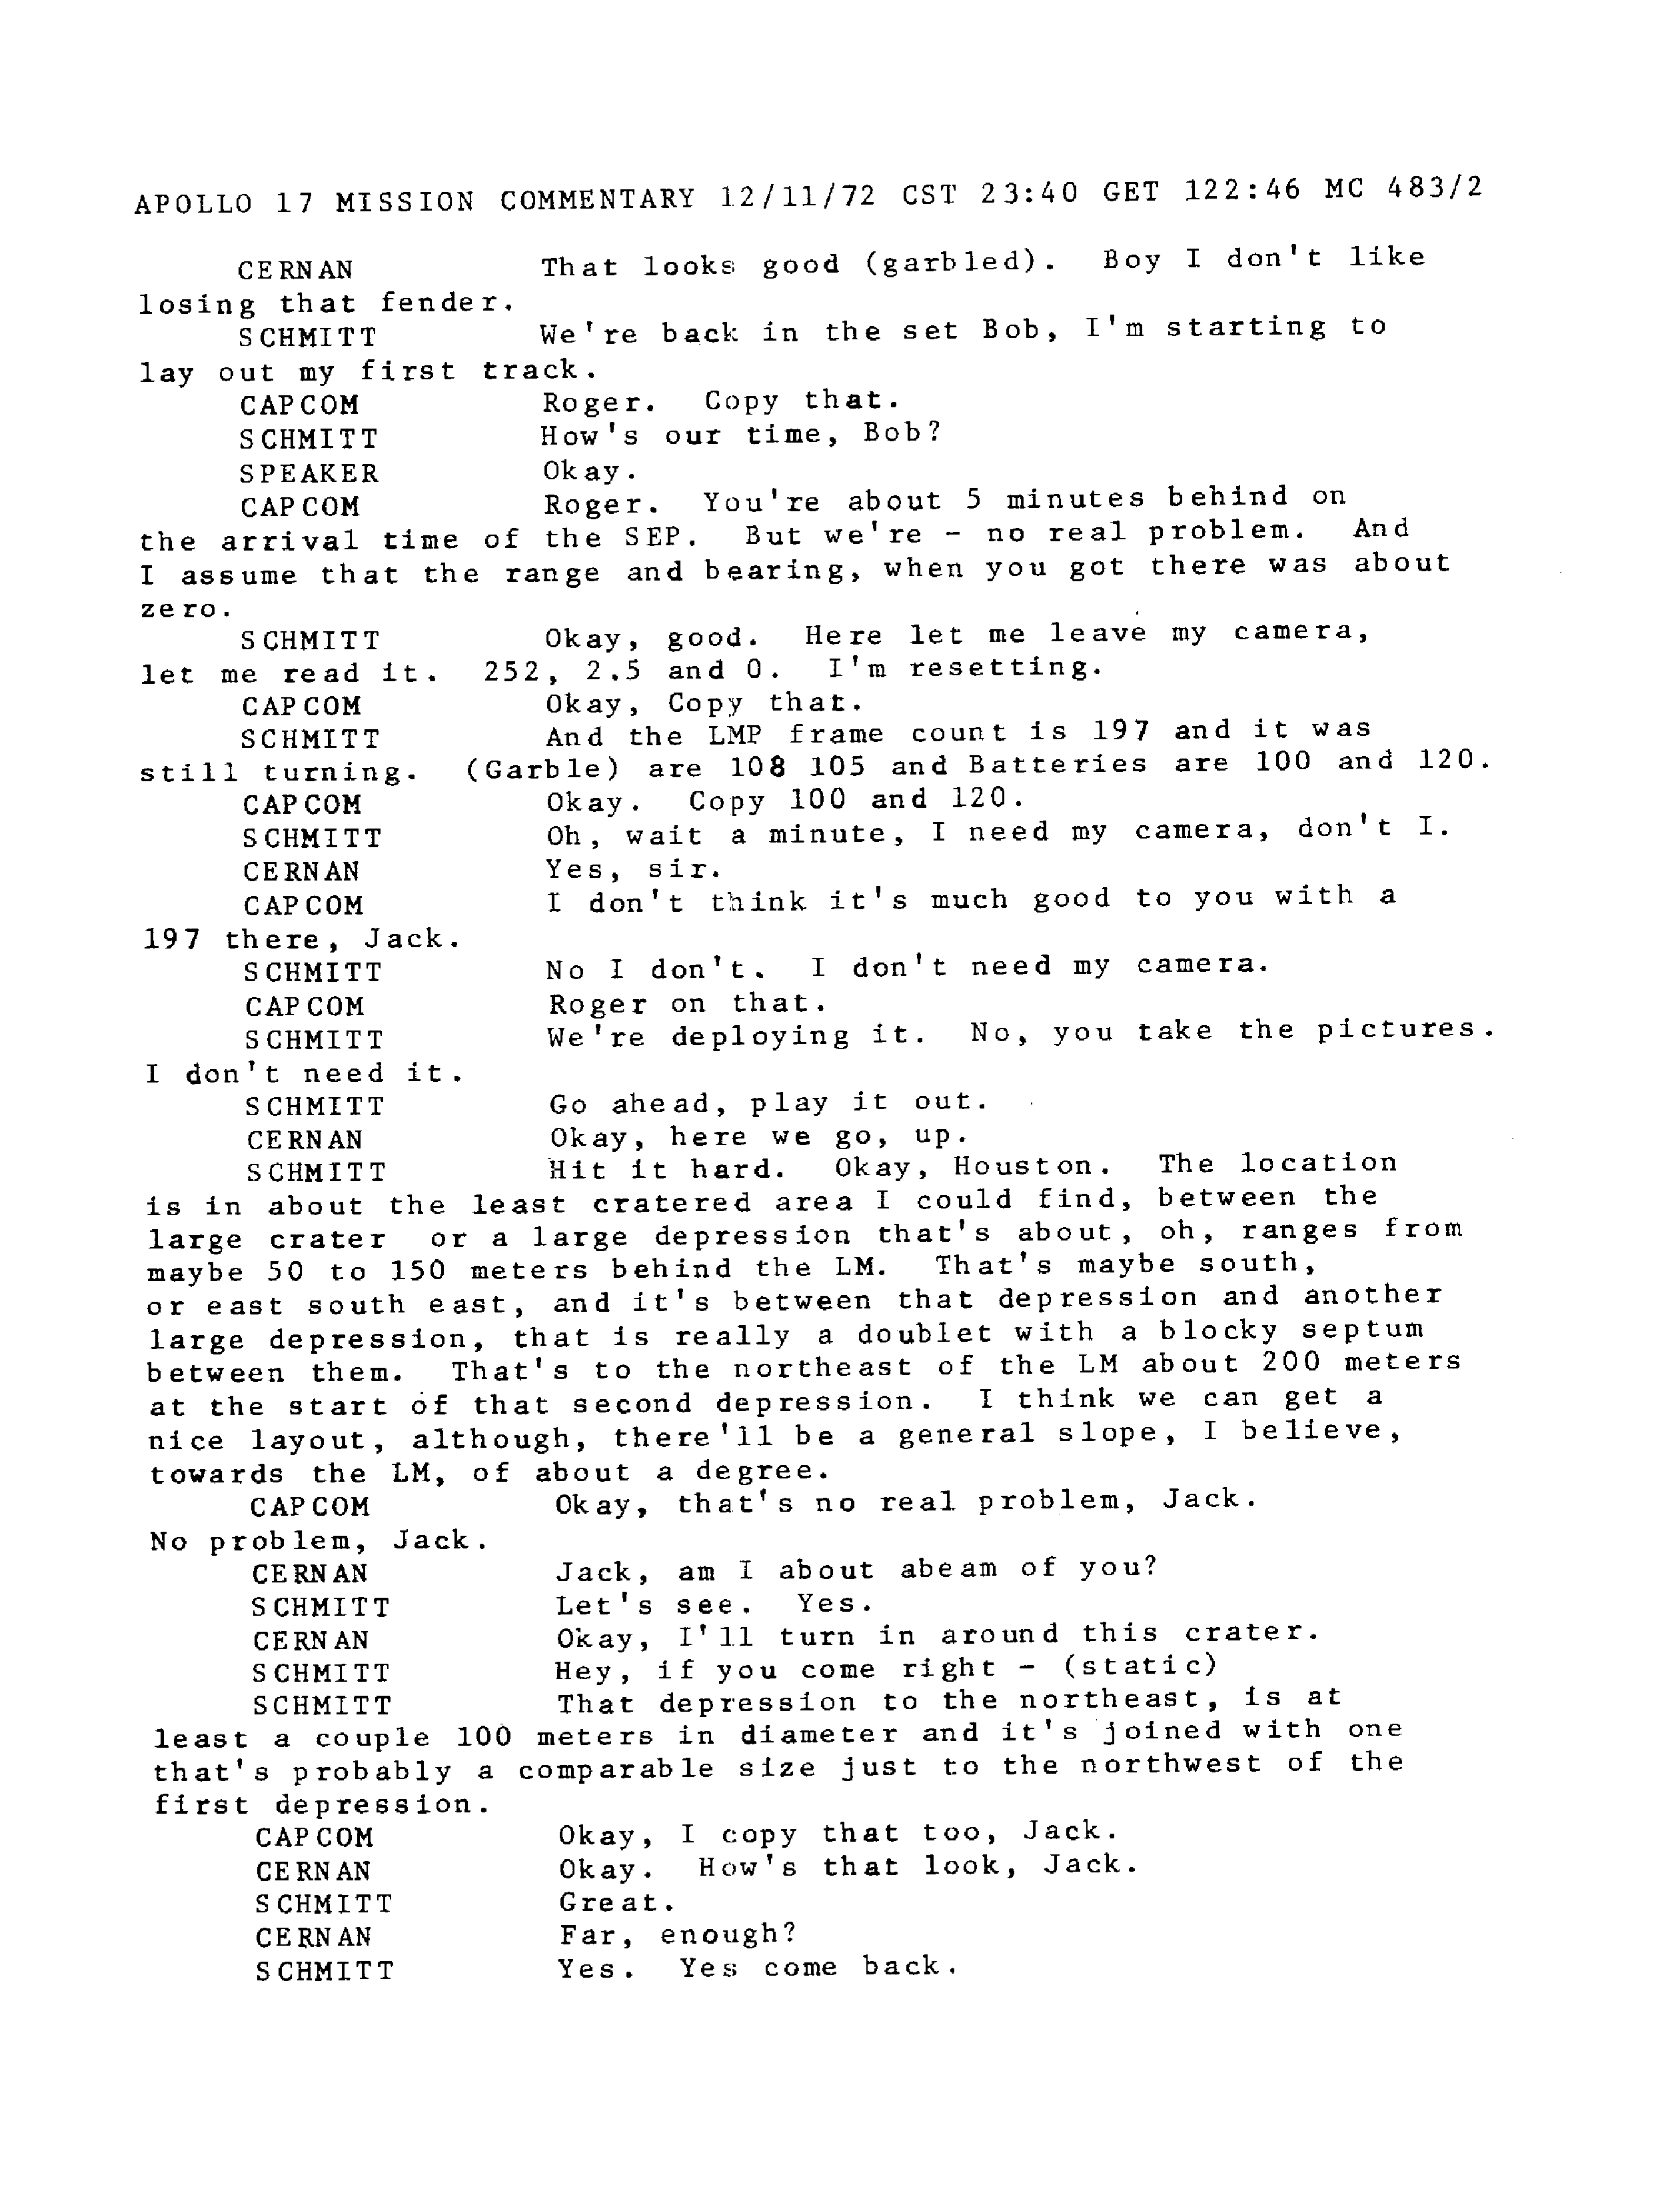 APOLLO 17 MISSION COMMENTARY 12/11/72 CST 23:40 GET 122:46 MC 483/2
CERNAN That looks good (garbled). Boy I don't like
losing that fender.
SCHMITT We're back in the set Bob, I'm starting to
lay out my first track.
CAPCOM Roger. Copy that.
SCHMITT How's our time, Bob?
SPEAKER Okay.
CAPCOM Roger. You're about 5 minutes behind on
the arrival time of the SEP. But we're - no real problem. And
I assume that the range and bearing, when you got there was about
zero.
SCHMITT Okay, good. Here let me leave my camera,
let me read it. 252, 2.5 and 0. I'm resetting.
CAPCOM Okay, Copy that.
SCHMITT And the LMP frame count is 197 and it was
still turning. (Garble) are 108 105 and Batteries are 100 and 120.
CAPCOM Okay. Copy 100 and 120.
SCHMITT Oh, wait a minute, I need my camera, don't I.
CERNAN Yes, sir.
CAPCOM I don't think it's much good to you with a
197 there, Jack.
SCHMITT No I don't. I don't need my camera.
CAPCOM Roger on that.
SCHMITT We're deploying it. No, you take the pictures.
I don't need it.
SCHMITT Go ahead, play it out.
CERNAN Okay, here we go, up.
SCHMITT Hit it hard. Okay, Houston. The location
is in about the least cratered area I could find, between the
large crater or a large depression that's about, oh, ranges from
maybe 50 to 150 meters behind the LM. That's maybe south,
or east south east, and it's between that depression and another
large depression, that is really a doublet with a blocky septum
between them. That's to the northeast of the LM about 200 meters
at the start of that second depression. I think we can get a
nice layout, although, there'll be a general slope, I believe,
towards the LM, of about a degree.
CAPCOM Okay, that's no real problem, Jack.
No problem, Jack.
CERNAN Jack, am I about abeam of you?
SCHMITT Let's see. Yes.
CERNAN Okay, I'll turn in around this crater.
SCHMITT Hey, if you come right - (static)
SCHMITT That depression to the northeast, is at
least a couple 100 meters in diameter and it's joined with one
that's probably a comparable size just to the northwest of the
first depression.
CAPCOM Okay, I copy that too, Jack.
CERNAN Okay. How's that look, Jack.
SCHMITT Great.
CERNAN Far, enough?
SCHMITT Yes. Yes come back.